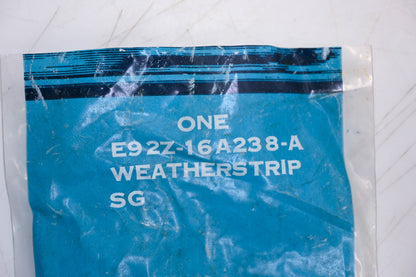 ONE
E92Z-16A238-A
WEATHERSTRIP
SG